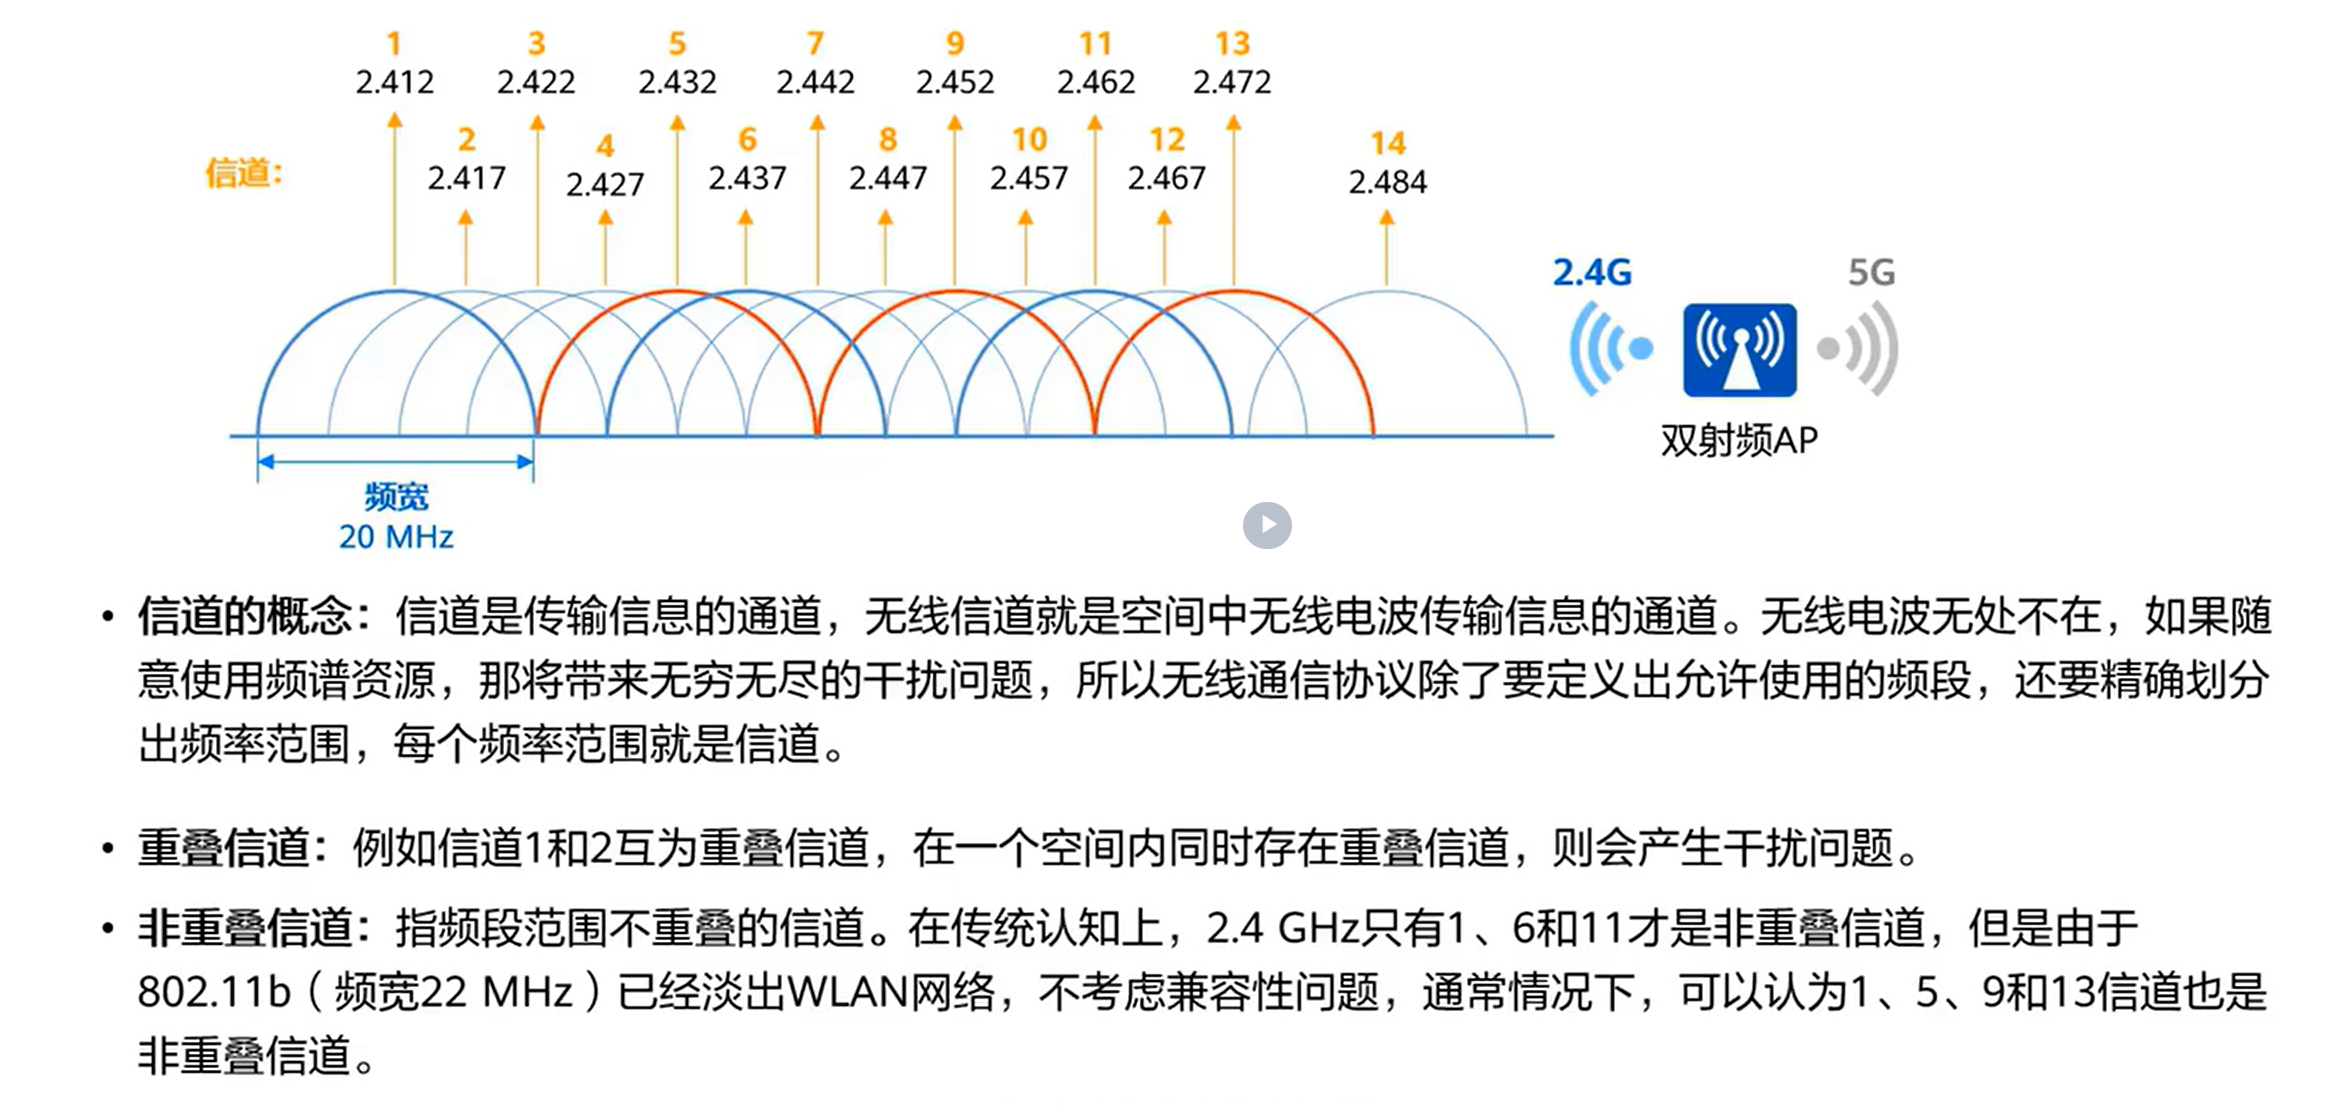 1 3 5 7 9 11 13
2.412 2.422 2.432 2.442 2.452 2.462 2.472
2 4 6 8 10 12 14
信道：
2.417 2.427 2.437 2.447 2.457 2.467 2.484
2.4G 5G
双射频AP
频宽
20 MHz
• 信道的概念：信道是传输信息的通道，无线信道就是空间中无线电波传输信息的通道。无线电波无处不在，如果随
意使用频谱资源，那将带来无穷无尽的干扰问题，所以无线通信协议除了要定义出允许使用的频段，还要精确划分
出频率范围，每个频率范围就是信道。
• 重叠信道：例如信道1和2互为重叠信道，在一个空间内同时存在重叠信道，则会产生干扰问题。
• 非重叠信道：指频段范围不重叠的信道。在传统认知上，2.4 GHz只有1、6和11才是非重叠信道，但是由于
802.11b（频宽22 MHz）已经淡出WLAN网络，不考虑兼容性问题，通常情况下，可以认为1、5、9和13信道也是
非重叠信道。